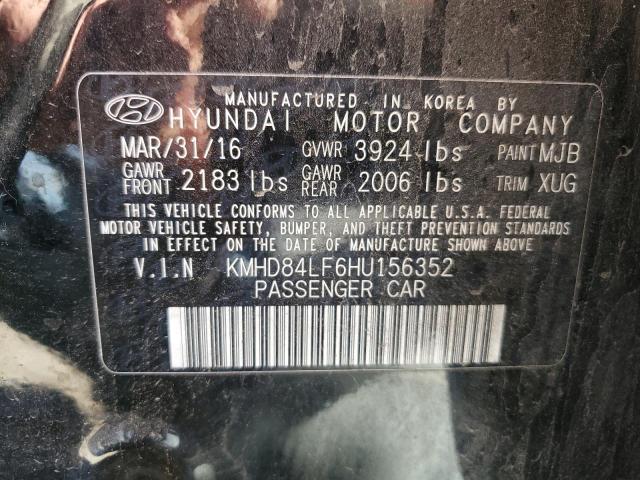 MANUFACTURED IN KOREA BY
HYUNDAI MOTOR COMPANY
MAR/31/16 GVWR 3924 lbs PAINT MJB
GAWR FRONT 2183 lbs GAWR REAR 2006 lbs TRIM XUG
THIS VEHICLE CONFORMS TO ALL APPLICABLE U.S.A. FEDERAL
MOTOR VEHICLE SAFETY, BUMPER, AND THEFT PREVENTION STANDARDS
IN EFFECT ON THE DATE OF MANUFACTURE SHOWN ABOVE
V.I.N KMHD84LF6HU156352
PASSENGER CAR